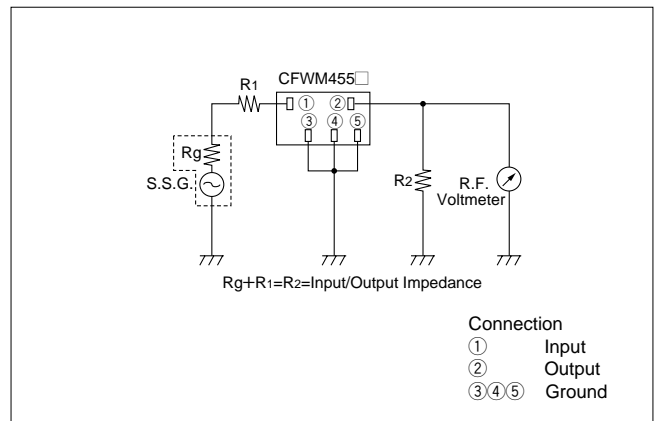 CFWM455□
R1
① ②
③ ④ ⑤
Rg
S.S.G.
R2
R.F.
Voltmeter
Rg+R1=R2=Input/Output Impedance
Connection
① Input
② Output
③④⑤ Ground